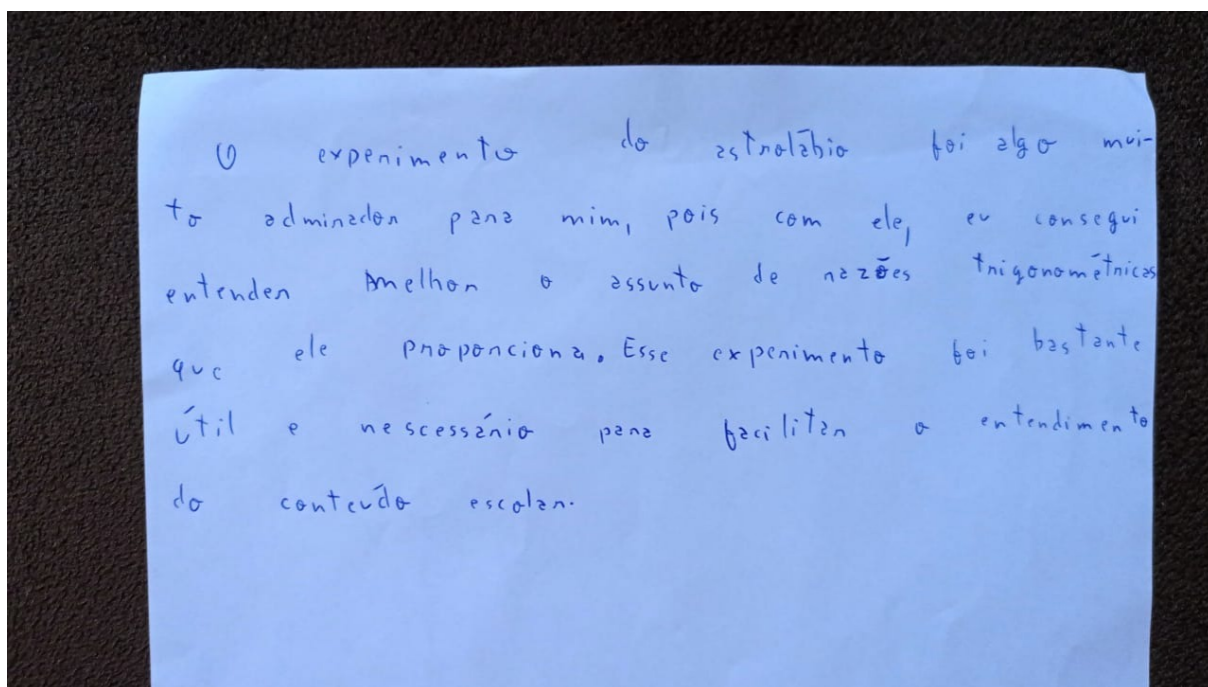 O experimento do astrolábio foi algo mui-
to admirador para mim, pois com ele, eu consegui
entender melhor o assunto de razões trigonométricas
que ele proporciona. Esse experimento foi bastante
útil e nescessário para facilitar o entendimento
do conteúdo escolar.